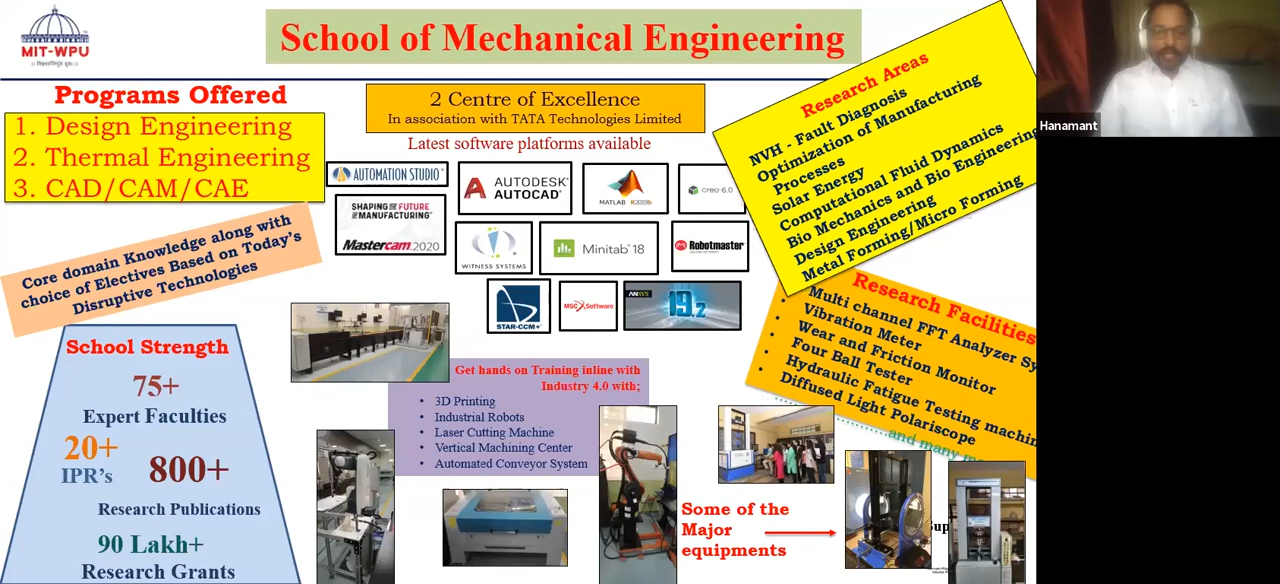 MIT-WPU
School of Mechanical Engineering
Programs Offered
1. Design Engineering
2. Thermal Engineering
3. CAD/CAM/CAE
2 Centre of Excellence
In association with TATA Technologies Limited
Latest software platforms available
AUTOMATION STUDIO
AUTODESK
AUTOCAD
MATLAB R2019b
creo 6.0
SHAPING THE FUTURE
OF MANUFACTURING
Mastercam.2020
WITNESS SYSTEMS
Minitab 18
Robotmaster
STAR-CCM+
MSC Software
ANSYS
19.2
Research Areas
NVH - Fault Diagnosis
Optimization of Manufacturing
Processes
Solar Energy
Computational Fluid Dynamics
Bio Mechanics and Bio Engineering
Design Engineering
Metal Forming/Micro Forming
Hanamant
Core domain Knowledge along with
choice of Electives Based on Today's
Disruptive Technologies
Research Facilities
• Multi channel FFT Analyzer Sy
• Vibration Meter
• Wear and Friction Monitor
• Four Ball Tester
• Hydraulic Fatigue Testing machin
• Diffused Light Polariscope
and many m
School Strength
75+
Expert Faculties
20+
IPR's
800+
Research Publications
90 Lakh+
Research Grants
Get hands on Training inline with
Industry 4.0 with;
• 3D Printing
• Industrial Robots
• Laser Cutting Machine
• Vertical Machining Center
• Automated Conveyor System
Some of the
Major
equipments